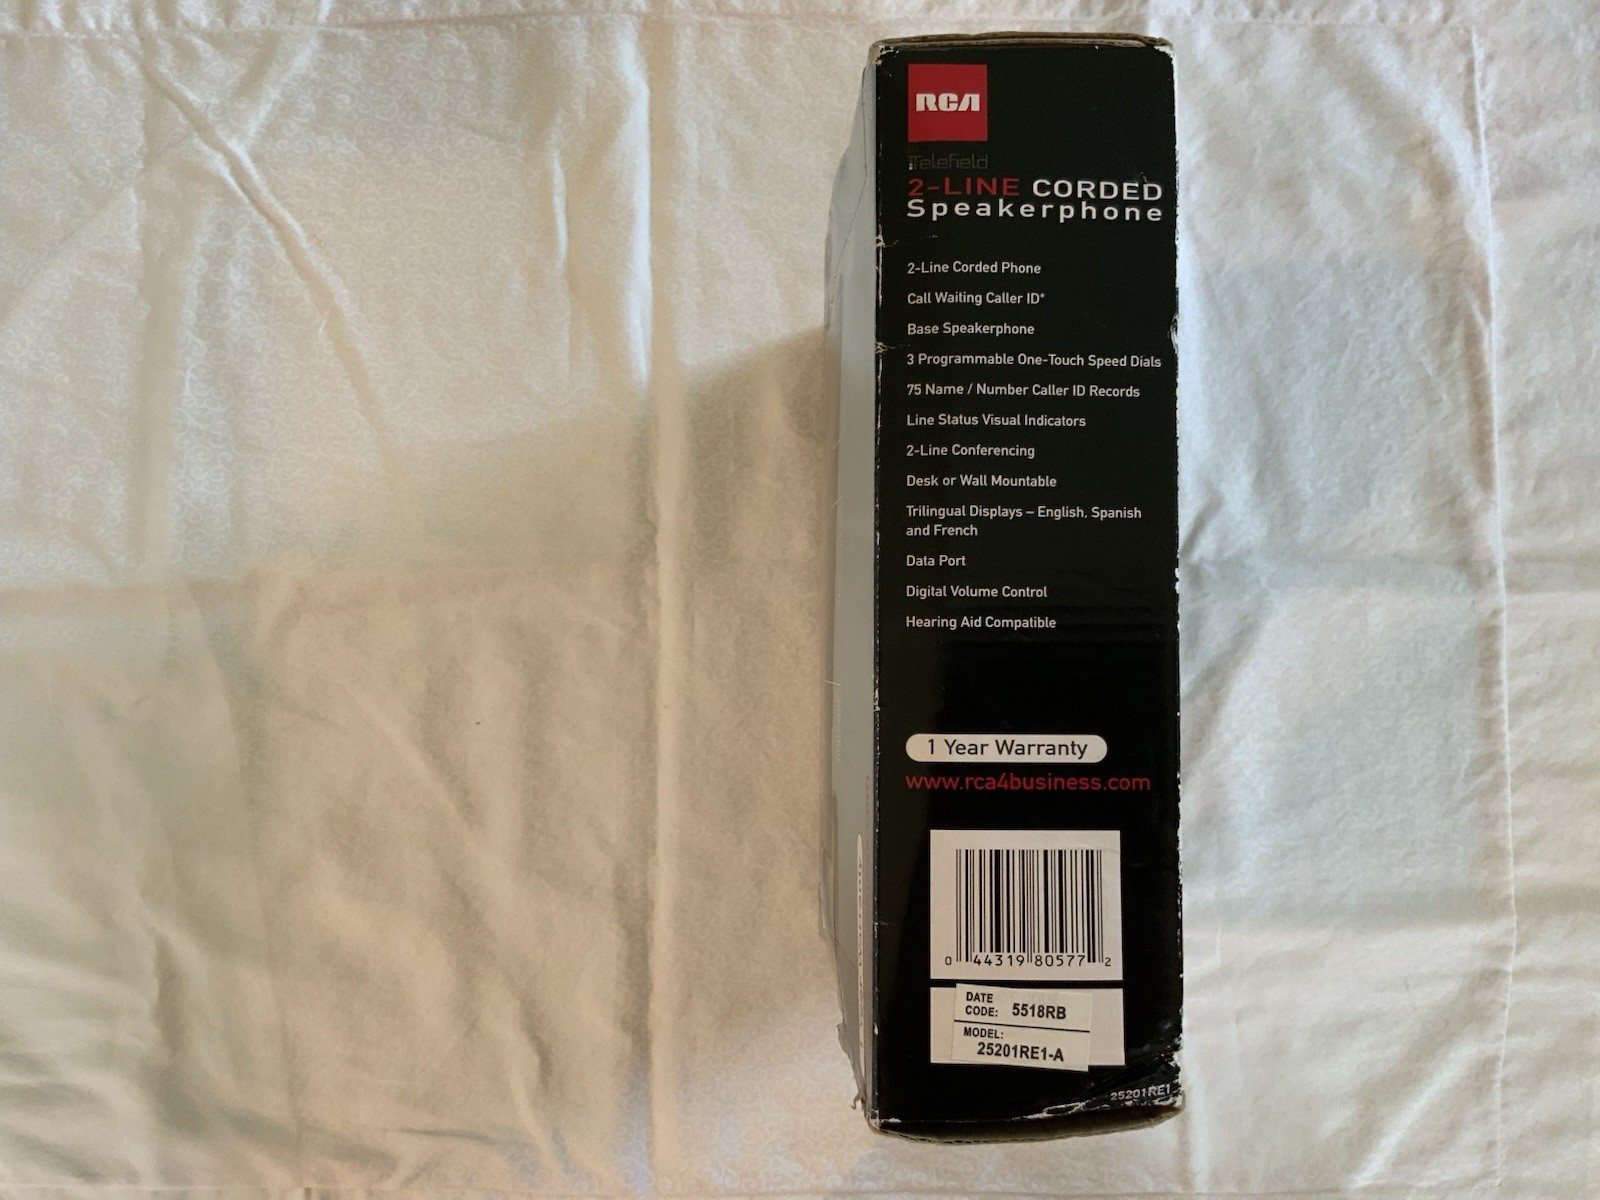 RCA
Telefield
2-LINE CORDED
Speakerphone
2-Line Corded Phone
Call Waiting Caller ID*
Base Speakerphone
3 Programmable One-Touch Speed Dials
75 Name / Number Caller ID Records
Line Status Visual Indicators
2-Line Conferencing
Desk or Wall Mountable
Trilingual Displays – English, Spanish
and French
Data Port
Digital Volume Control
Hearing Aid Compatible
1 Year Warranty
www.rca4business.com
0 44319 80577 2
DATE
CODE: 5518RB
MODEL:
25201RE1-A
25201RE1